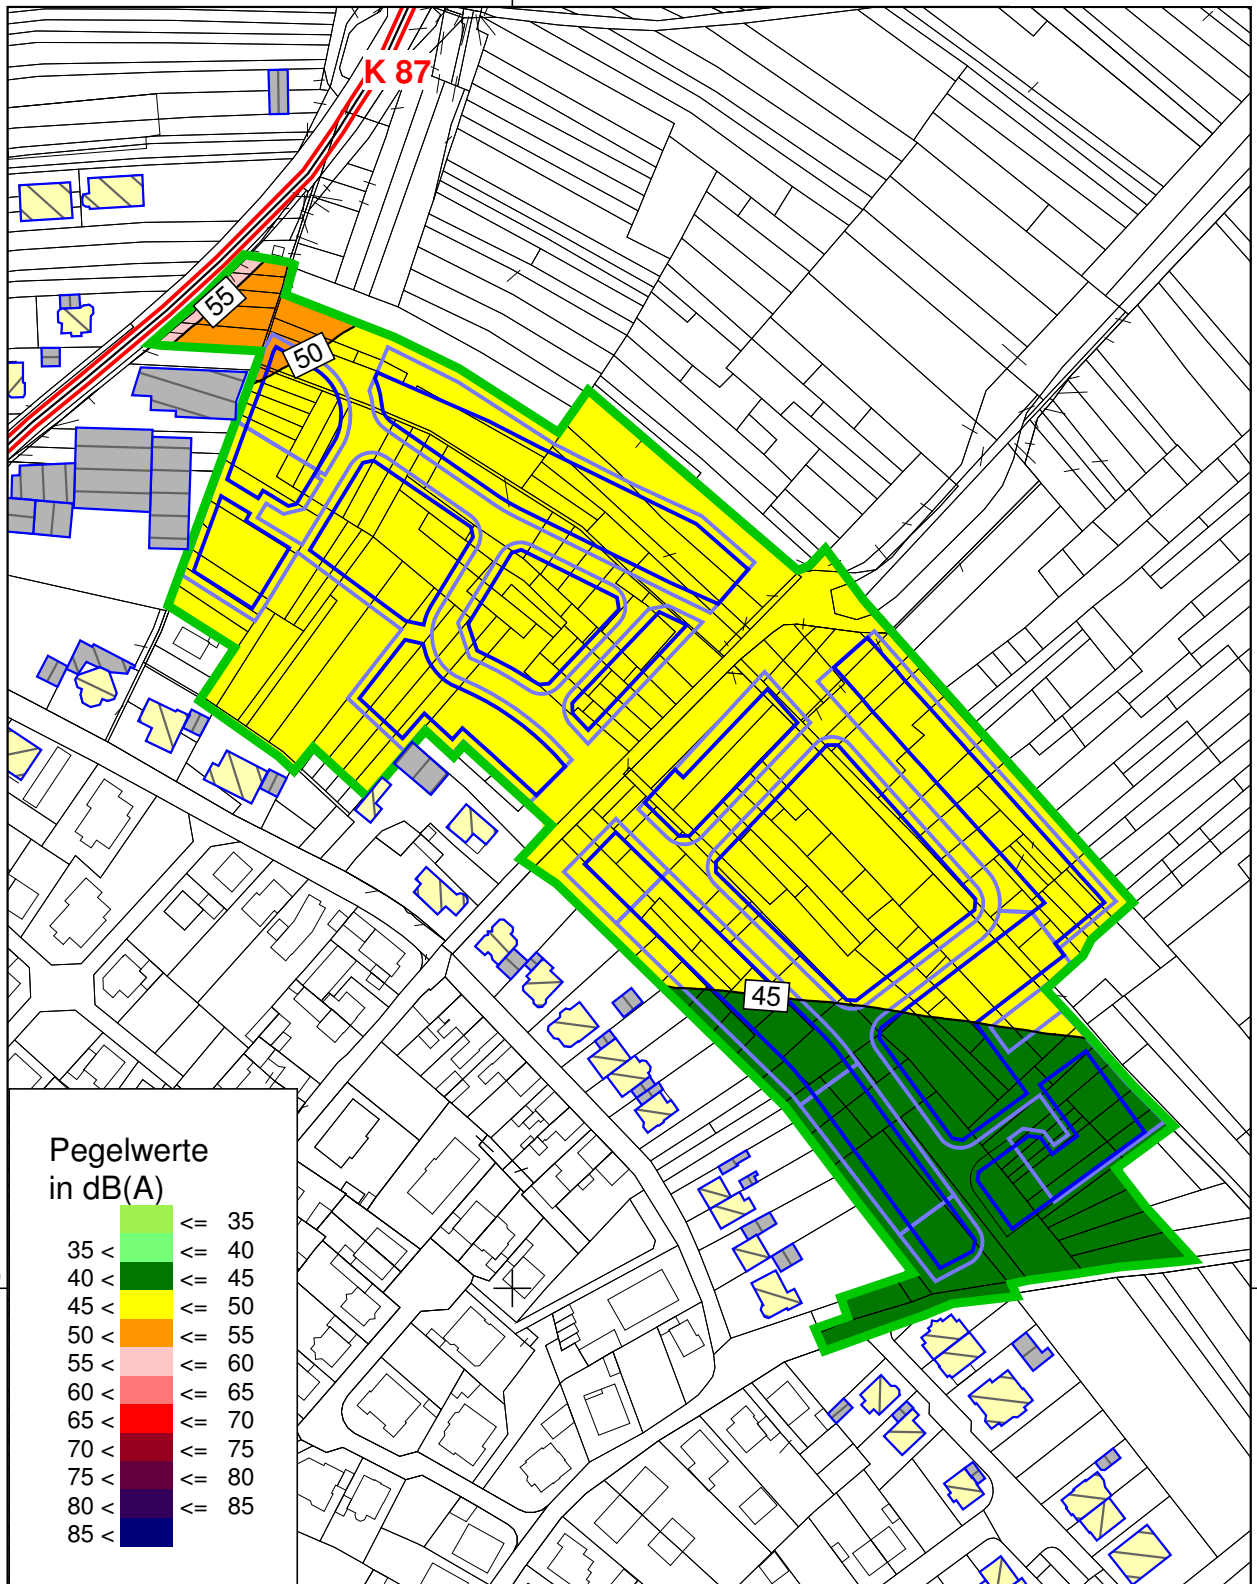 K 87
55
50
45
Pegelwerte
in dB(A)
<= 35
35 < <= 40
40 < <= 45
45 < <= 50
50 < <= 55
55 < <= 60
60 < <= 65
65 < <= 70
70 < <= 75
75 < <= 80
80 < <= 85
85 <